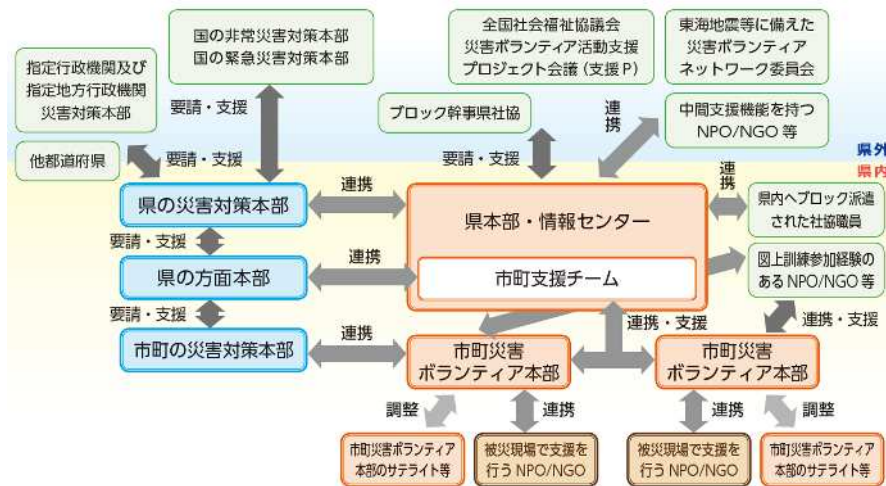 国の非常災害対策本部
国の緊急災害対策本部
全国社会福祉協議会
災害ボランティア活動支援
プロジェクト会議(支援P)
東海地震等に備えた
災害ボランティア
ネットワーク委員会
指定行政機関及び
指定地方行政機関
災害対策本部
要請・支援
ブロック幹事県社協
連携
中間支援機能を持つ
NPO/NGO 等
他都道府県
要請・支援
要請・支援
県外
県内
県の災害対策本部
連携
県本部・情報センター
連携
県内へブロック派遣
された社協職員
要請・支援
県の方面本部
連携
市町支援チーム
図上訓練参加経験の
ある NPO/NGO 等
要請・支援
連携・支援
連携・支援
市町の災害対策本部
連携
市町災害
ボランティア本部
市町災害
ボランティア本部
調整
連携
連携
調整
市町災害ボランティア
本部のサテライト等
被災現場で支援を
行う NPO/NGO
被災現場で支援を
行う NPO/NGO
市町災害ボランティア
本部のサテライト等